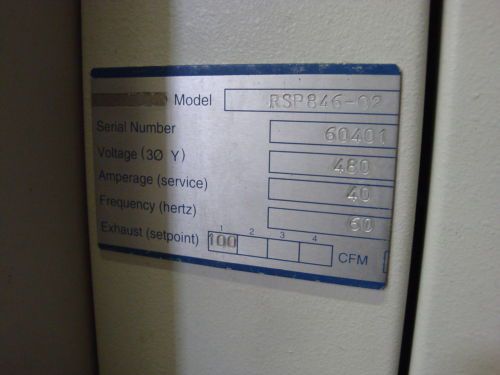 Model RSP846-02
Serial Number 60401
Voltage (3Ø Y) 480
Amperage (service) 40
Frequency (hertz) 60
1 2 3 4
Exhaust (setpoint) 100 CFM